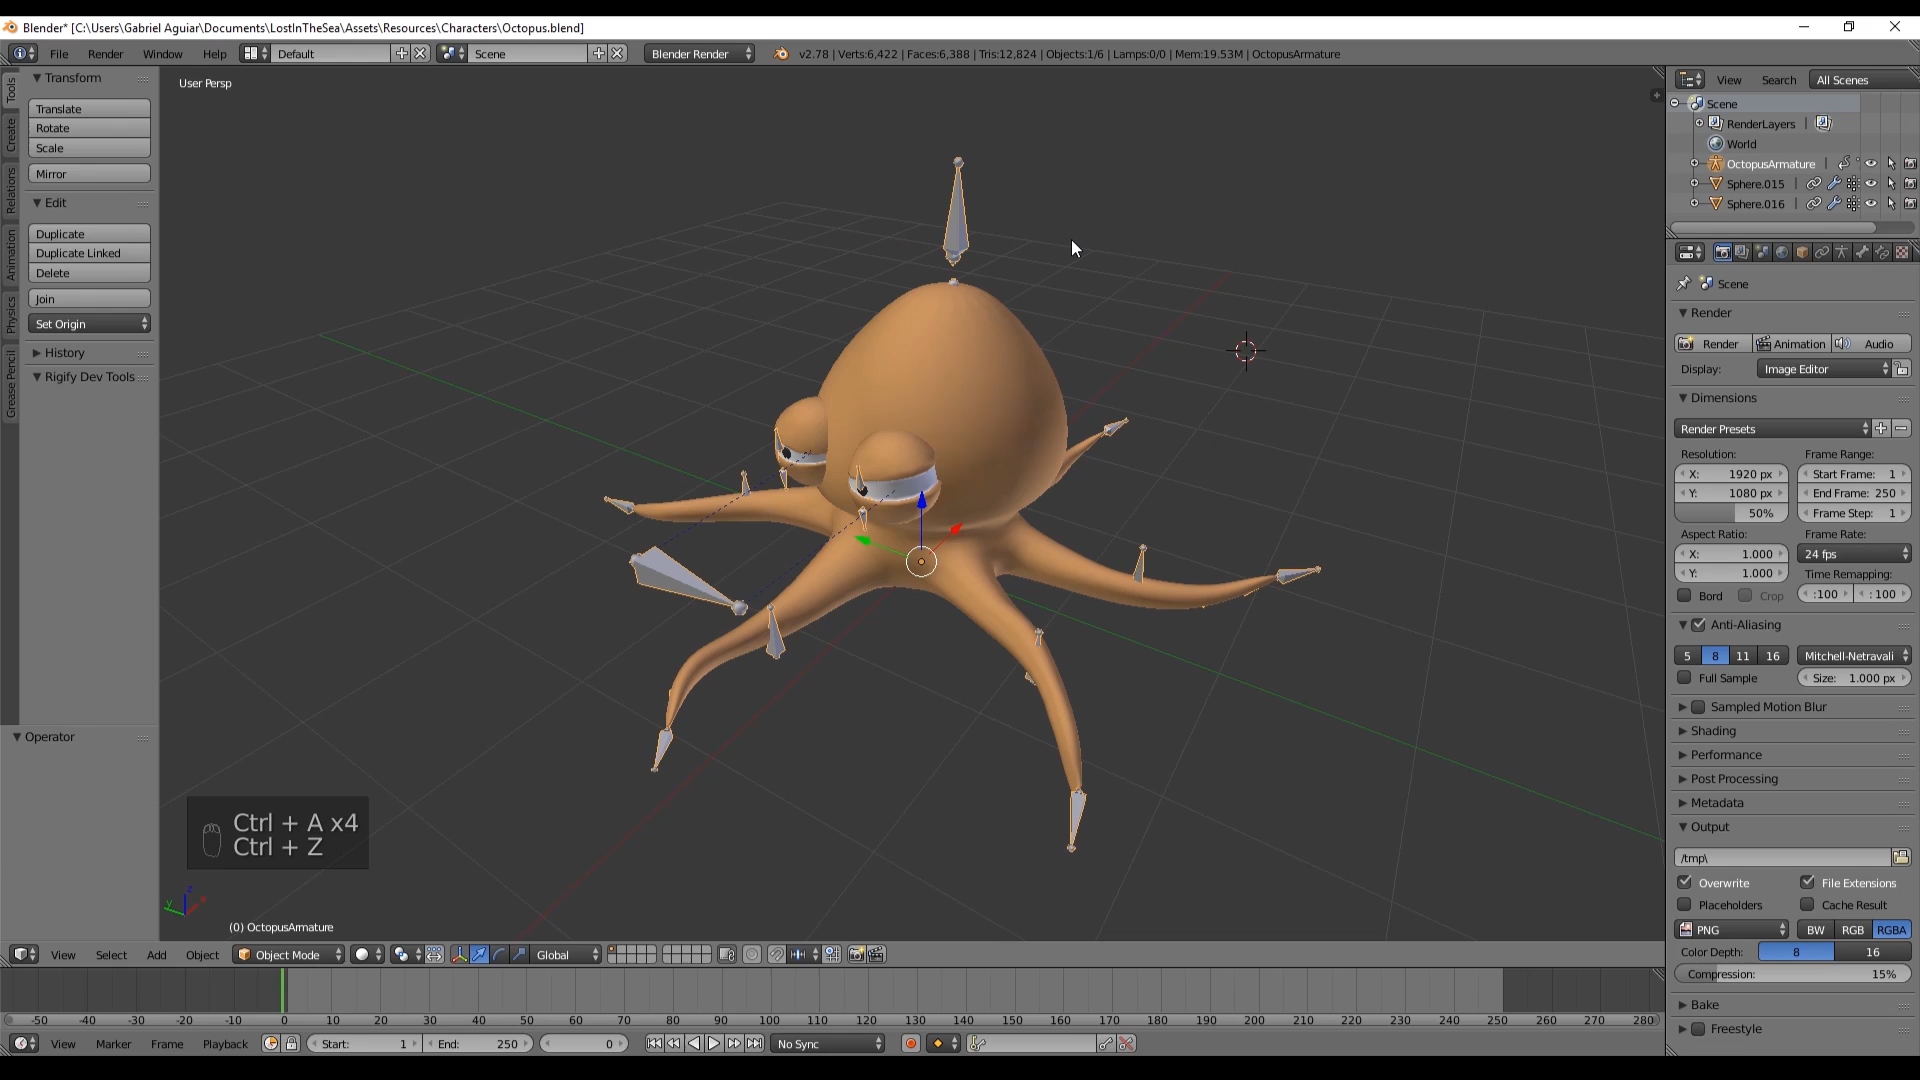 Blender* [C:\Users\Gabriel Aguiar\Documents\LostInTheSea\Assets\Resources\Characters\Octopus.blend]
File Render Window Help Default Scene Blender Render v2.78 | Verts:6,422 | Faces:6,388 | Tris:12,824 | Objects:1/6 | Lamps:0/0 | Mem:19.53M | OctopusArmature
Tools
Create
Relations
Animation
Physics
Grease Pencil
Transform
Translate
Rotate
Scale
Mirror
Edit
Duplicate
Duplicate Linked
Delete
Join
Set Origin
History
Rigify Dev Tools
Operator
User Persp
Ctrl + A x4
Ctrl + Z
z
y
(0) OctopusArmature
View Select Add Object Object Mode Global
-50 -40 -30 -20 -10 0 10 20 30 40 50 60 70 80 90 100 110 120 130 140 150 160 170 180 190 200 210 220 230 240 250 260 270 280
View Marker Frame Playback Start: 1 End: 250 0 No Sync
View Search All Scenes
Scene
RenderLayers |
World
OctopusArmature |
Sphere.015 |
Sphere.016 |
Scene
Render
Render Animation Audio
Display: Image Editor
Dimensions
Render Presets
Resolution: Frame Range:
X: 1920 px Start Frame: 1
Y: 1080 px End Frame: 250
50% Frame Step: 1
Aspect Ratio: Frame Rate:
X: 1.000 24 fps
Y: 1.000 Time Remapping:
Bord Crop :100 : 100
Anti-Aliasing
5 8 11 16 Mitchell-Netravali
Full Sample Size: 1.000 px
Sampled Motion Blur
Shading
Performance
Post Processing
Metadata
Output
/tmp\
Overwrite File Extensions
Placeholders Cache Result
PNG BW RGB RGBA
Color Depth: 8 16
Compression: 15%
Bake
Freestyle